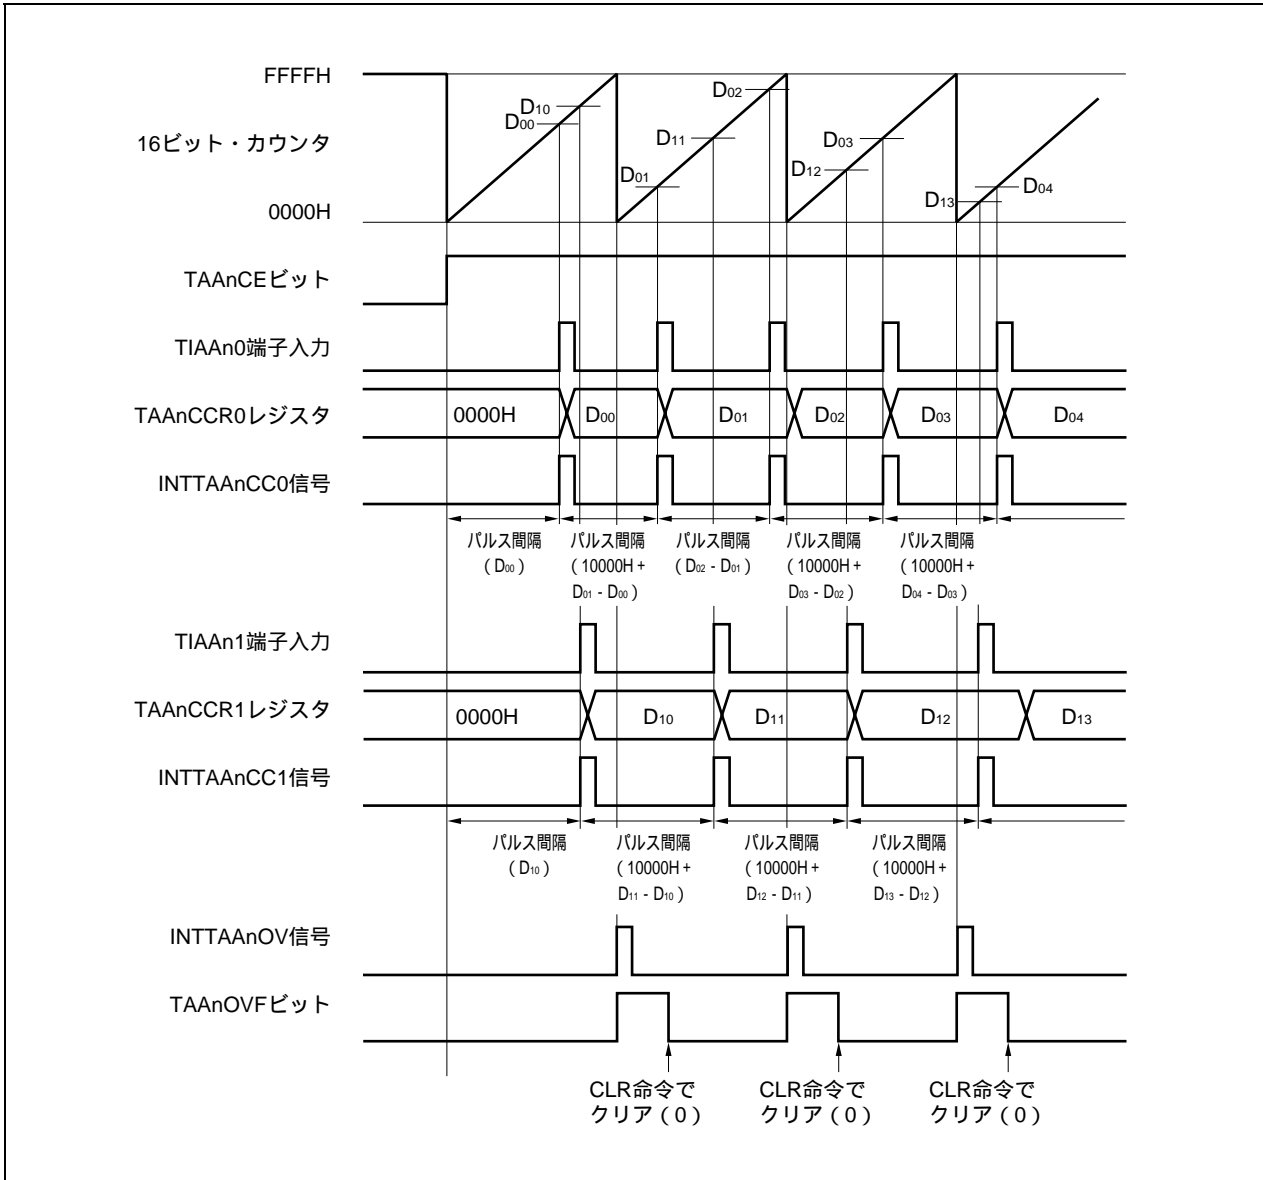 FFFFH
16ビット・カウンタ
0000H
D10
D00
D01
D11
D02
D12
D03
D13
D04
TAAnCEビット
TIAAn0端子入力
TAAnCCR0レジスタ
0000H
D00
D01
D02
D03
D04
INTTAAnCC0信号
パルス間隔
(D00)
パルス間隔
(10000H +
D01 - D00)
パルス間隔
(D02 - D01)
パルス間隔
(10000H +
D03 - D02)
パルス間隔
(10000H +
D04 - D03)
TIAAn1端子入力
TAAnCCR1レジスタ
0000H
D10
D11
D12
D13
INTTAAnCC1信号
パルス間隔
(D10)
パルス間隔
(10000H +
D11 - D10)
パルス間隔
(10000H +
D12 - D11)
パルス間隔
(10000H +
D13 - D12)
INTTAAnOV信号
TAAnOVFビット
CLR命令で
クリア(0)
CLR命令で
クリア(0)
CLR命令で
クリア(0)